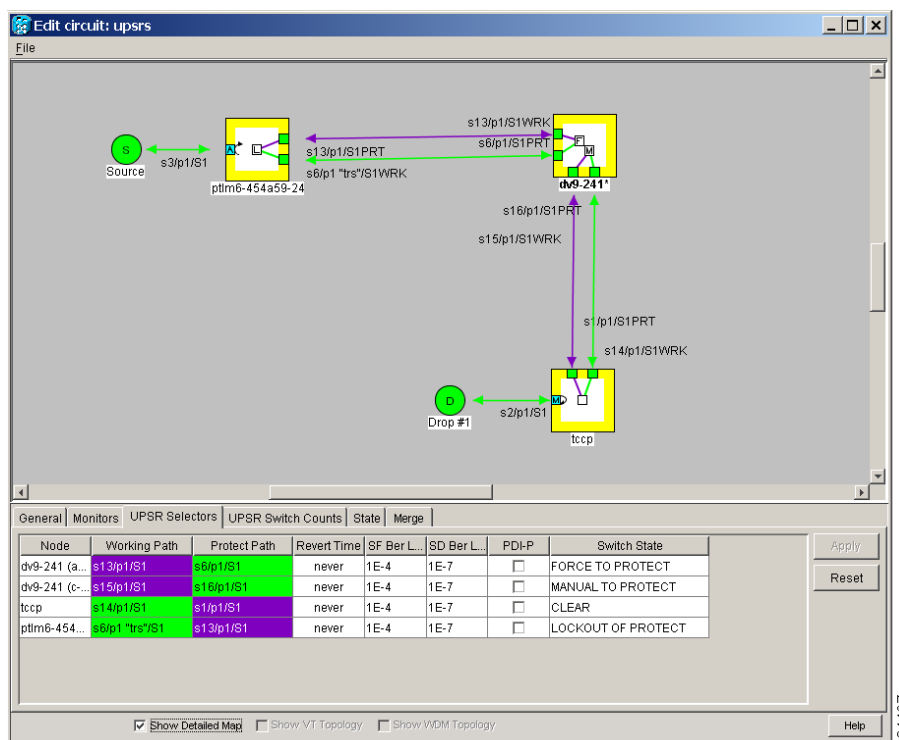 Edit circuit: upsrs
File
s13/p1/S1WRK
s6/p1/S1PRT
S
Source
s3/p1/S1
A
L
s13/p1/S1PRT
s6/p1 "trs"/S1WRK
ptlm6-454a59-24
F
M
dv9-241*
s16/p1/S1PRT
s15/p1/S1WRK
s1/p1/S1PRT
s14/p1/S1WRK
D
Drop #1
s2/p1/S1
M
tccp
General Monitors UPSR Selectors UPSR Switch Counts State Merge
Node Working Path Protect Path Revert Time SF Ber L... SD Ber L... PDI-P Switch State
dv9-241 (a... s13/p1/S1 s6/p1/S1 never 1E-4 1E-7 FORCE TO PROTECT
dv9-241 (c-... s15/p1/S1 s16/p1/S1 never 1E-4 1E-7 MANUAL TO PROTECT
tccp s14/p1/S1 s1/p1/S1 never 1E-4 1E-7 CLEAR
ptlm6-454... s6/p1 "trs"/S1 s13/p1/S1 never 1E-4 1E-7 LOCKOUT OF PROTECT
Apply
Reset
Show Detailed Map Show VT Topology Show WDM Topology
Help